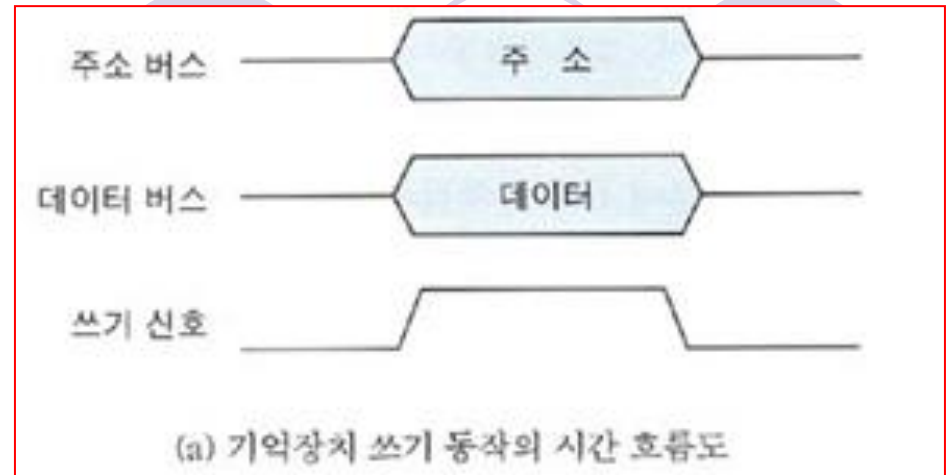 주소 버스
주 소
데이터 버스
데이터
쓰기 신호
(a) 기억장치 쓰기 동작의 시간 흐름도